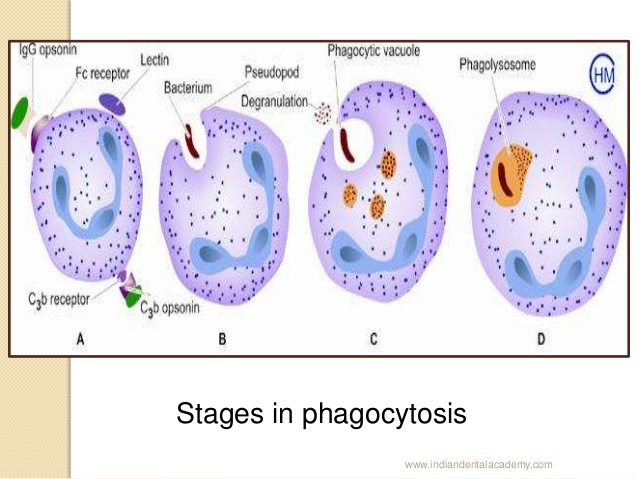 IgG opsonin
Fc receptor
Lectin
Bacterium
Pseudopod
Degranulation
Phagocytic vacuole
Phagolysosome
CHM
C3b receptor
C3b opsonin
A
B
C
D
Stages in phagocytosis
www.indiandentalacademy.com